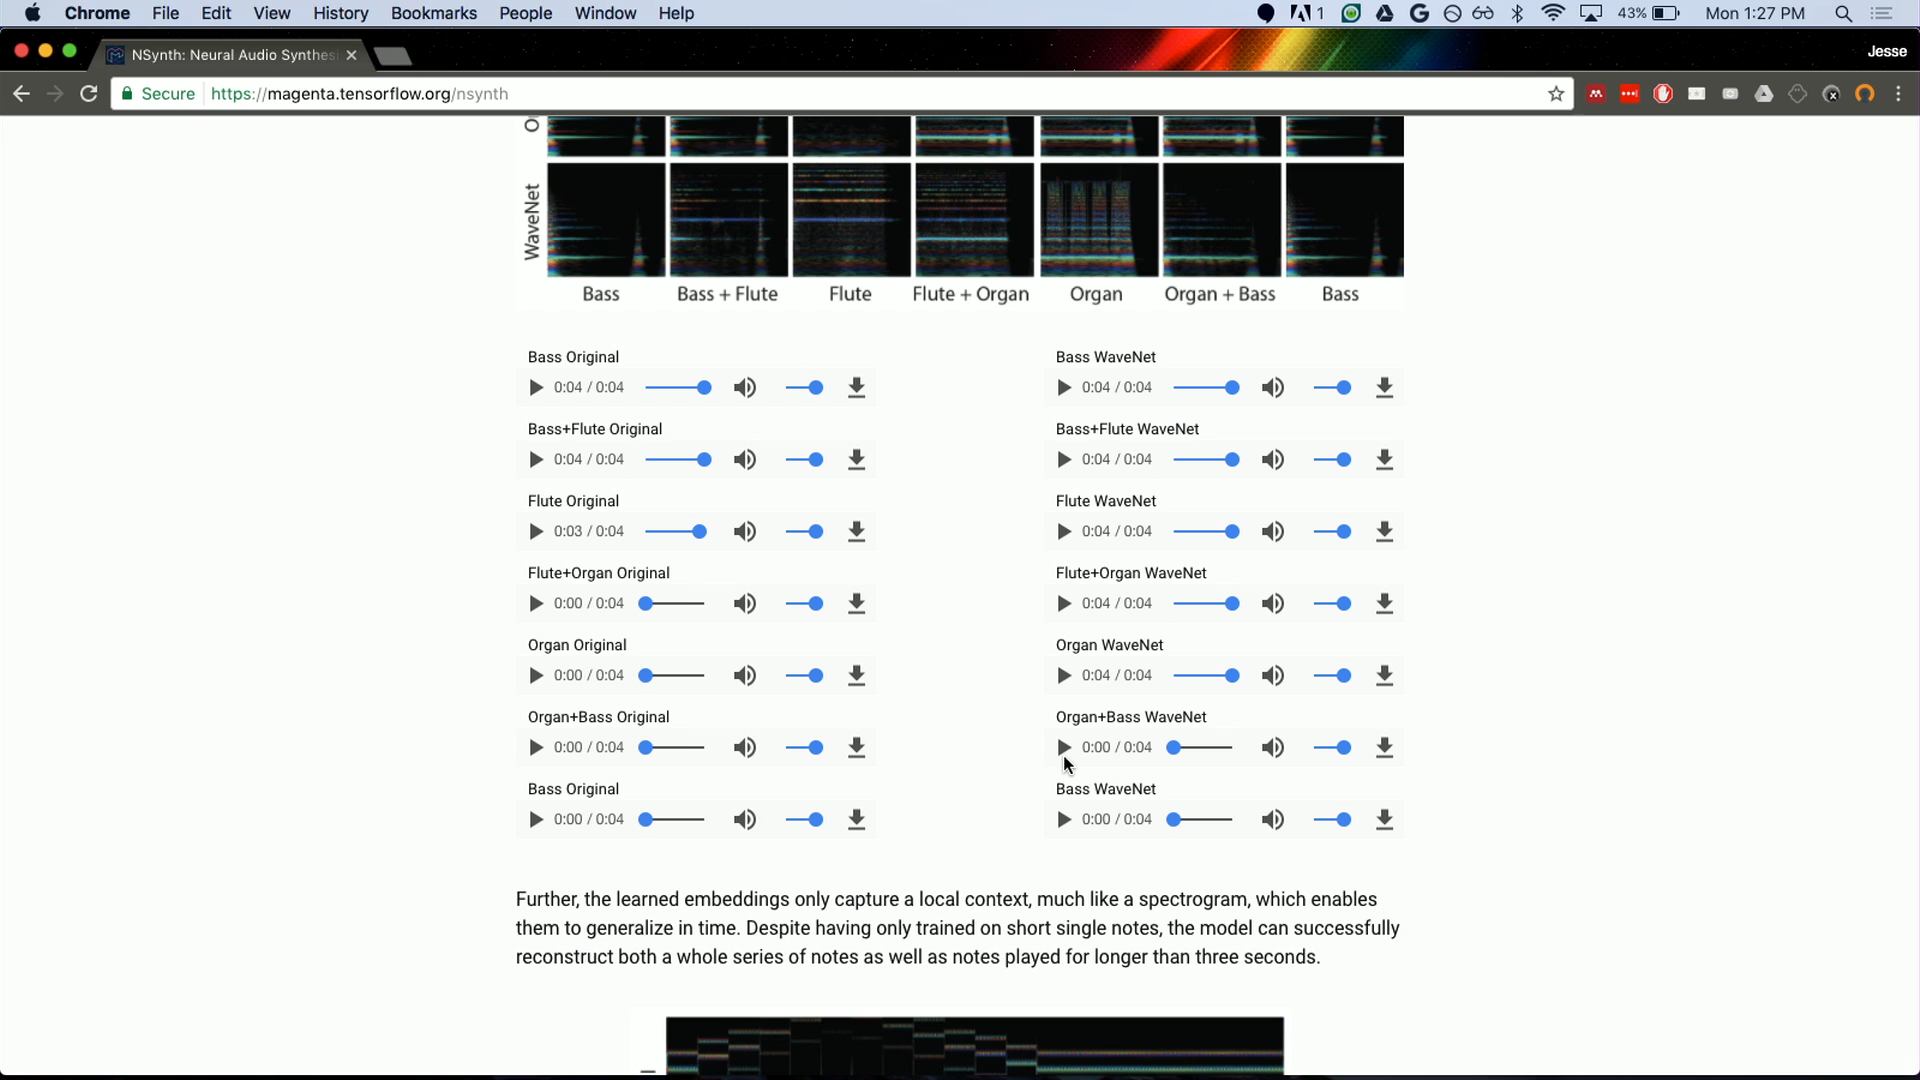 Chrome File Edit View History Bookmarks People Window Help 1 43% Mon 1:27 PM
NSynth: Neural Audio Synthesi
Jesse
Secure https://magenta.tensorflow.org/nsynth
WaveNet
Bass Bass + Flute Flute Flute + Organ Organ Organ + Bass Bass
Bass Original
0:04 / 0:04
Bass WaveNet
0:04 / 0:04
Bass+Flute Original
0:04 / 0:04
Bass+Flute WaveNet
0:04 / 0:04
Flute Original
0:03 / 0:04
Flute WaveNet
0:04 / 0:04
Flute+Organ Original
0:00 / 0:04
Flute+Organ WaveNet
0:04 / 0:04
Organ Original
0:00 / 0:04
Organ WaveNet
0:04 / 0:04
Organ+Bass Original
0:00 / 0:04
Organ+Bass WaveNet
0:00 / 0:04
Bass Original
0:00 / 0:04
Bass WaveNet
0:00 / 0:04
Further, the learned embeddings only capture a local context, much like a spectrogram, which enables
them to generalize in time. Despite having only trained on short single notes, the model can successfully
reconstruct both a whole series of notes as well as notes played for longer than three seconds.